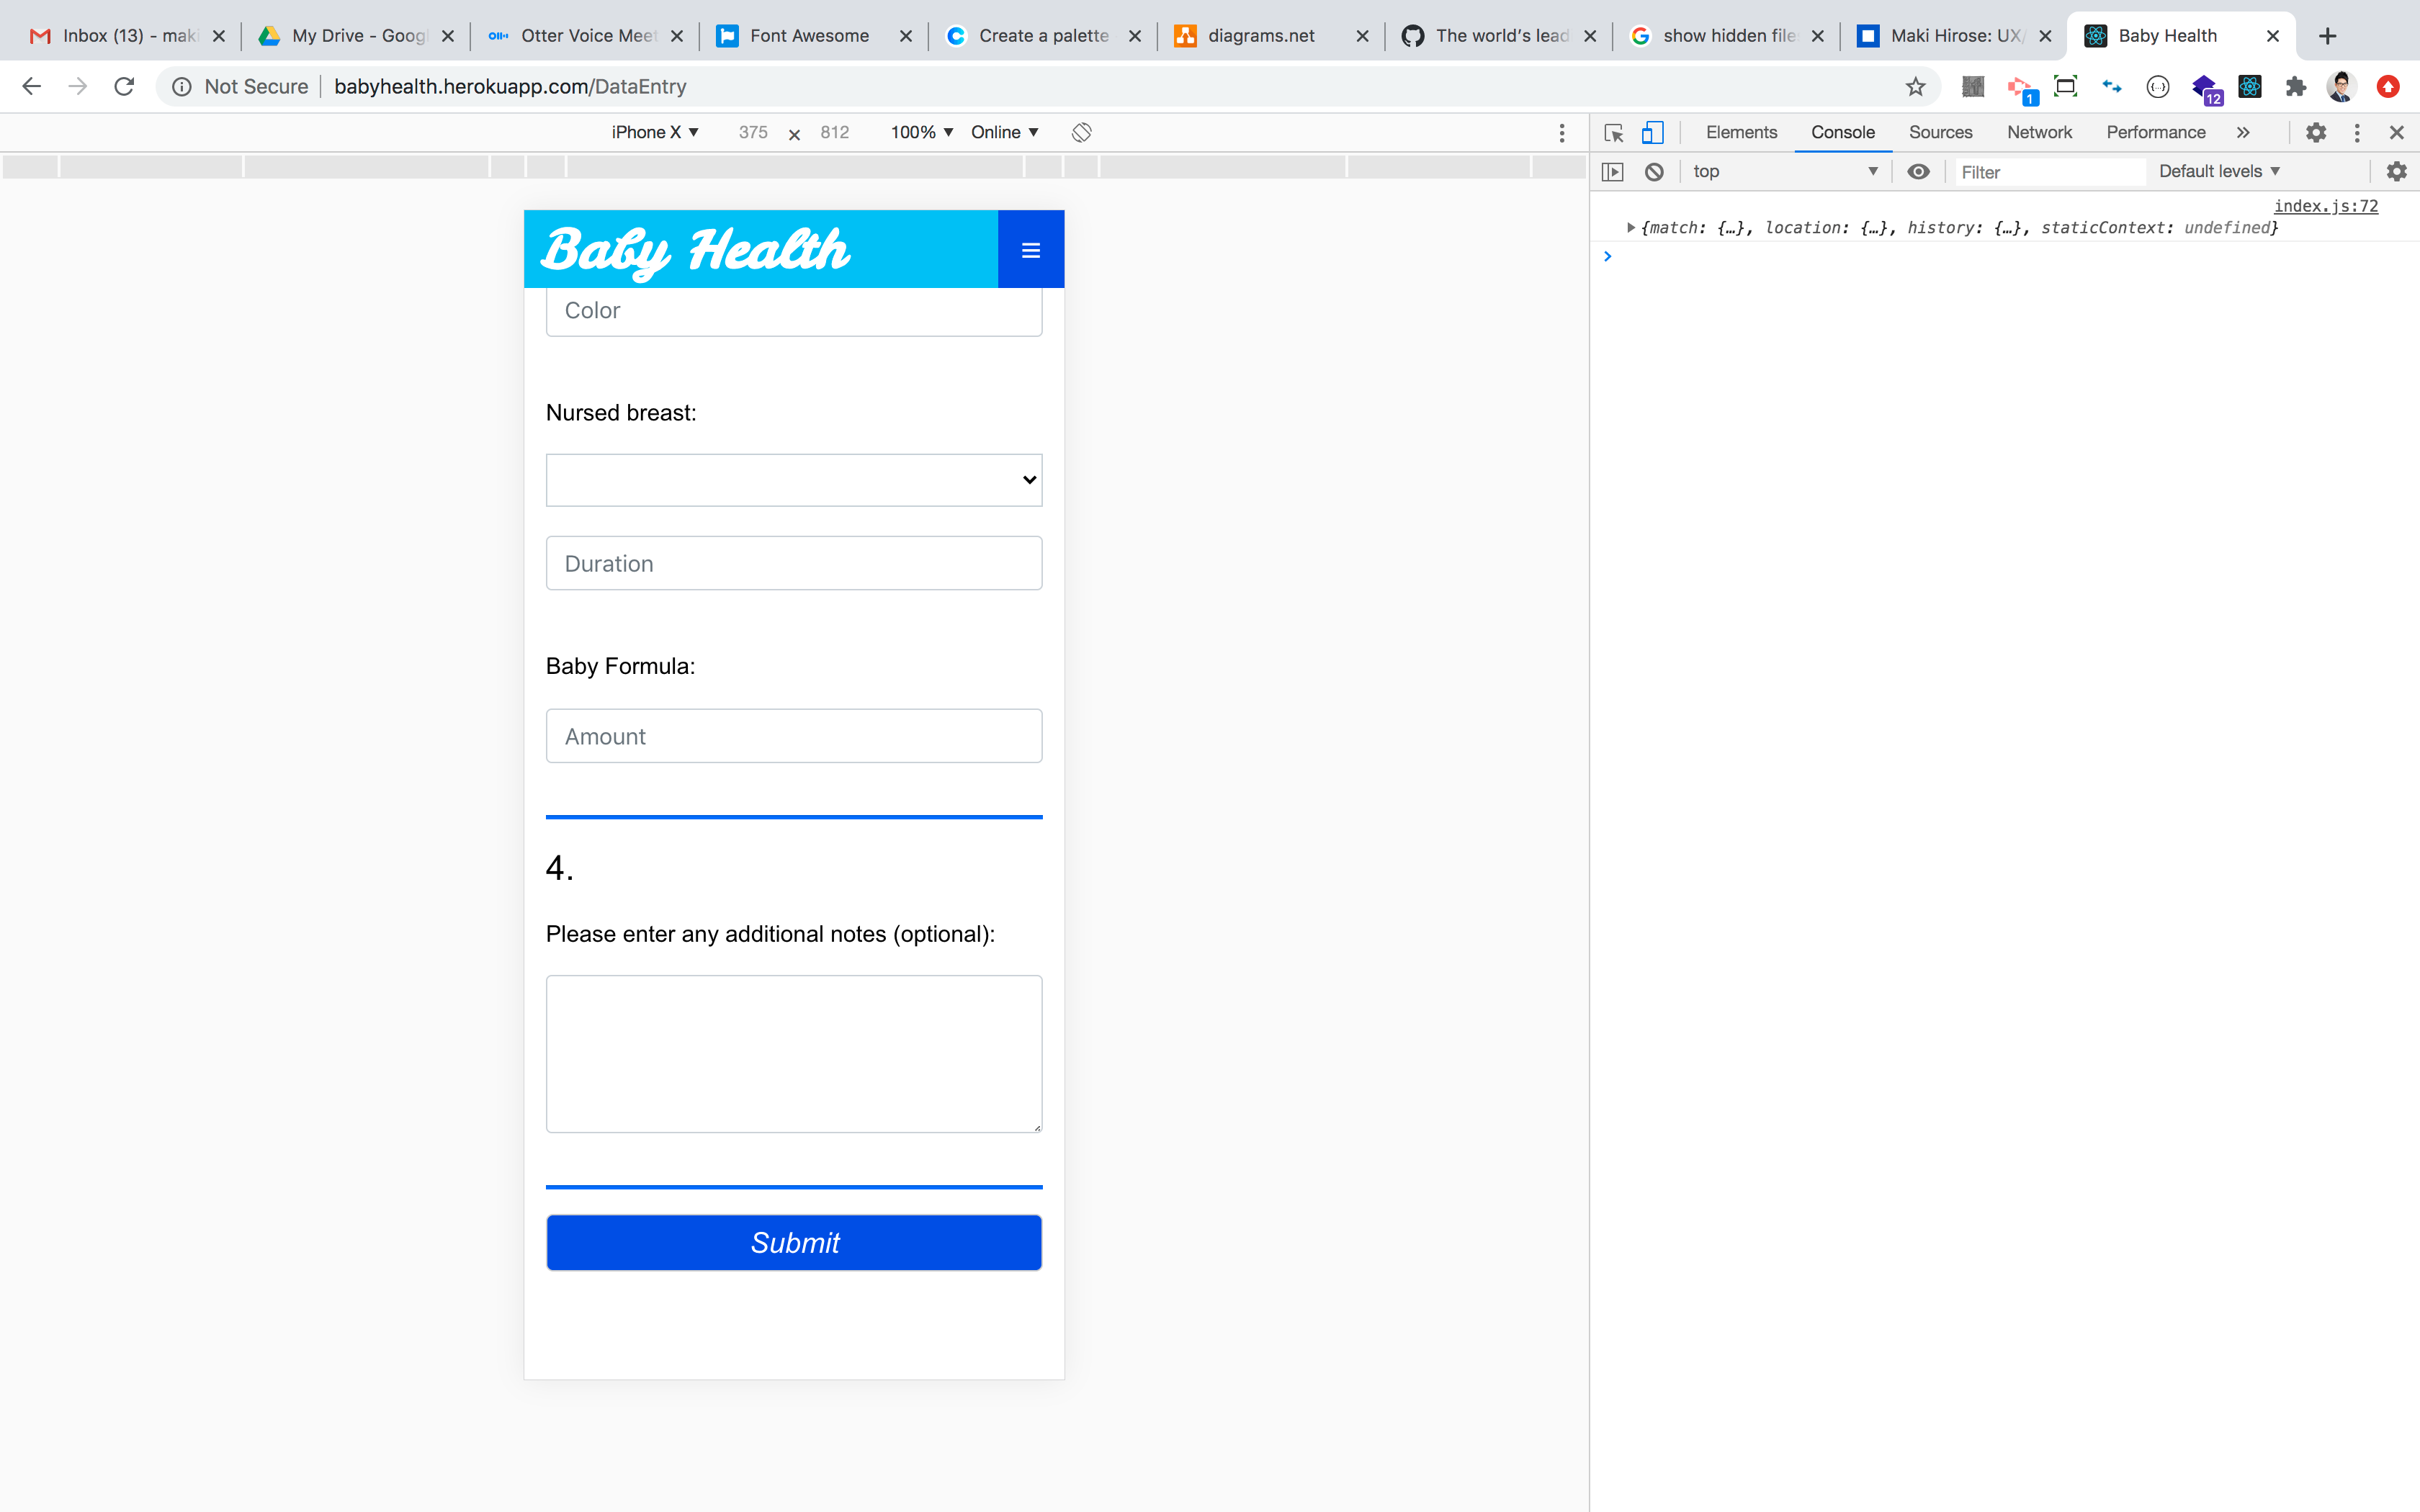 Inbox (13) - maki
My Drive - Googl
Otter Voice Meet
Font Awesome
Create a palette
diagrams.net
The world's lead
show hidden files
Maki Hirose: UX/
Baby Health
Not Secure
babyhealth.herokuapp.com/DataEntry
1
12
iPhone X
375 x 812
100%
Online
Elements
Console
Sources
Network
Performance
top
Filter
Default levels
index.js:72
{match: {…}, location: {…}, history: {…}, staticContext: undefined}
Baby Health
Color
Nursed breast:
Duration
Baby Formula:
Amount
4.
Please enter any additional notes (optional):
Submit